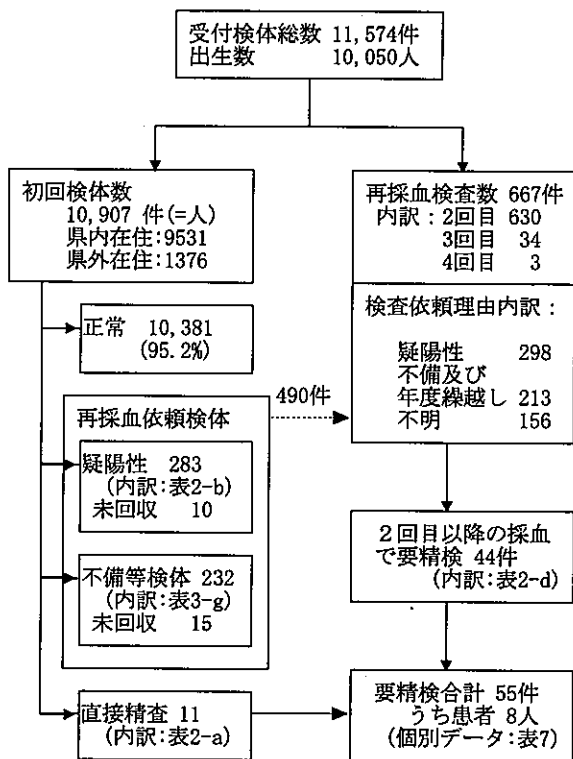 受付検体総数 11,574件
出生数 10,050人
初回検体数
10,907 件(=人)
県内在住:9531
県外在住:1376
正常 10,381
(95.2%)
再採血依頼検体
疑陽性 283
(内訳:表2-b)
未回収 10
不備等検体 232
(内訳:表3-g)
未回収 15
直接精査 11
(内訳:表2-a)
490件
再採血検査数 667件
内訳:2回目 630
3回目 34
4回目 3
検査依頼理由内訳:
疑陽性 298
不備及び
年度繰越し 213
不明 156
2回目以降の採血
で要精検 44件
(内訳:表2-d)
要精検合計 55件
うち患者 8人
(個別データ:表7)